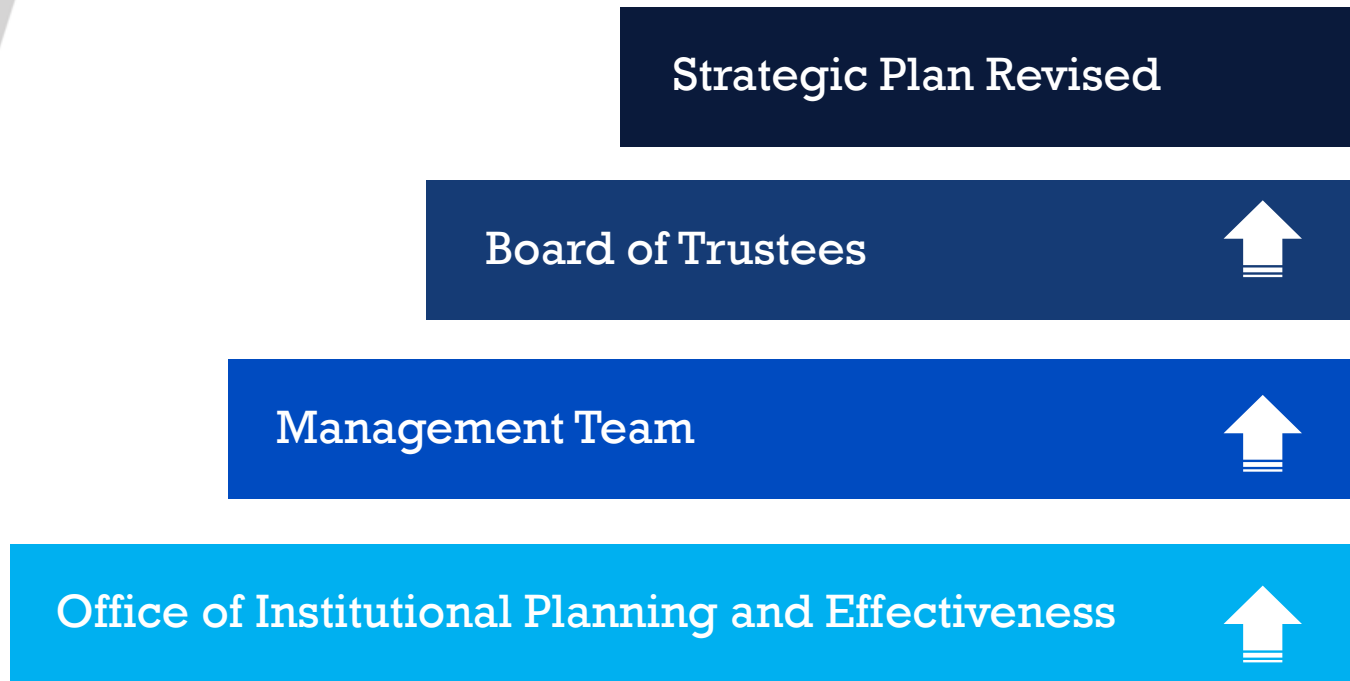 Strategic Plan Revised
Board of Trustees
Management Team
Office of Institutional Planning and Effectiveness